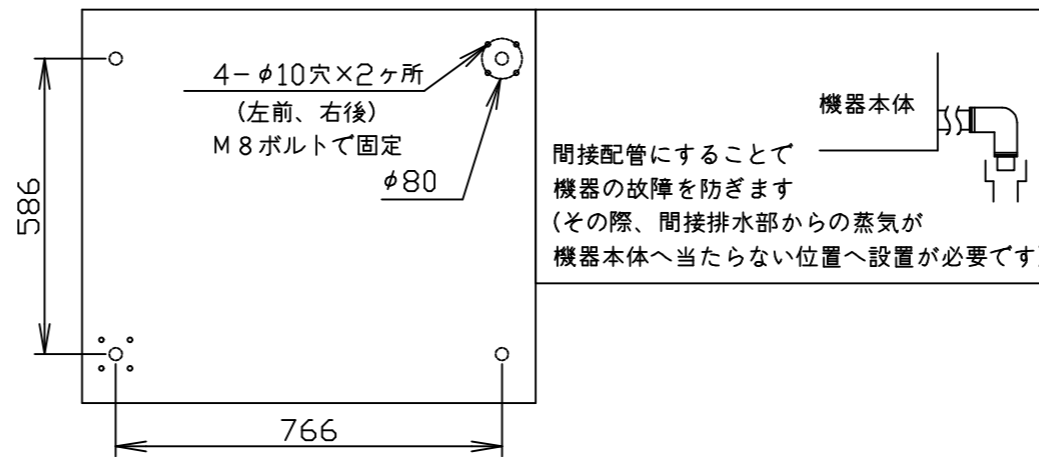 4-φ10穴×2ヶ所
(左前、右後)
M8ボルトで固定
φ80
586
766
機器本体
間接配管にすることで
機器の故障を防ぎます
(その際、間接排水部からの蒸気が
機器本体へ当たらない位置へ設置が必要です)